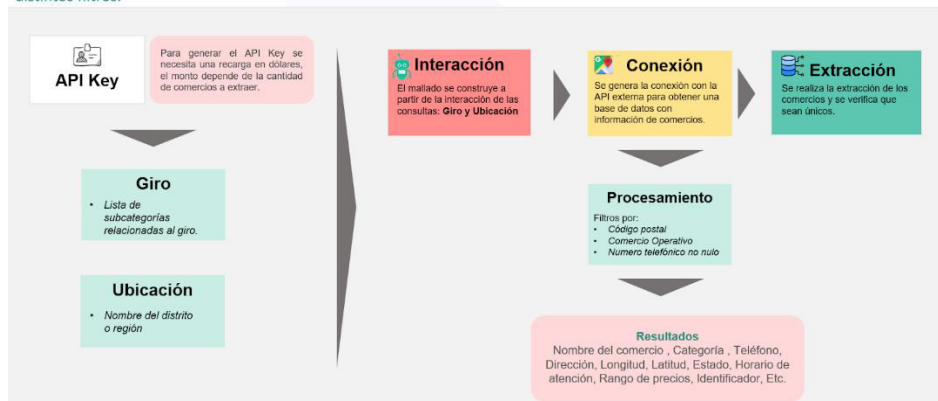 API Key
Para generar el API Key se
necesita una recarga en dólares,
el monto depende de la cantidad
de comercios a extraer.
Giro
• Lista de
subcategorías
relacionadas al giro.
Ubicación
• Nombre del distrito
o región
Interacción
El mallado se construye a
partir de la interacción de las
consultas: Giro y Ubicación
Conexión
Se genera la conexión con la
API externa para obtener una
base de datos con
información de comercios.
Extracción
Se realiza la extracción de los
comercios y se verifica que
sean únicos.
Procesamiento
Filtros por:
• Código postal
• Comercio Operativo
• Numero telefónico no nulo
Resultados
Nombre del comercio , Categoría , Teléfono,
Dirección, Longitud, Latitud, Estado, Horario de
atención, Rango de precios, Identificador, Etc.